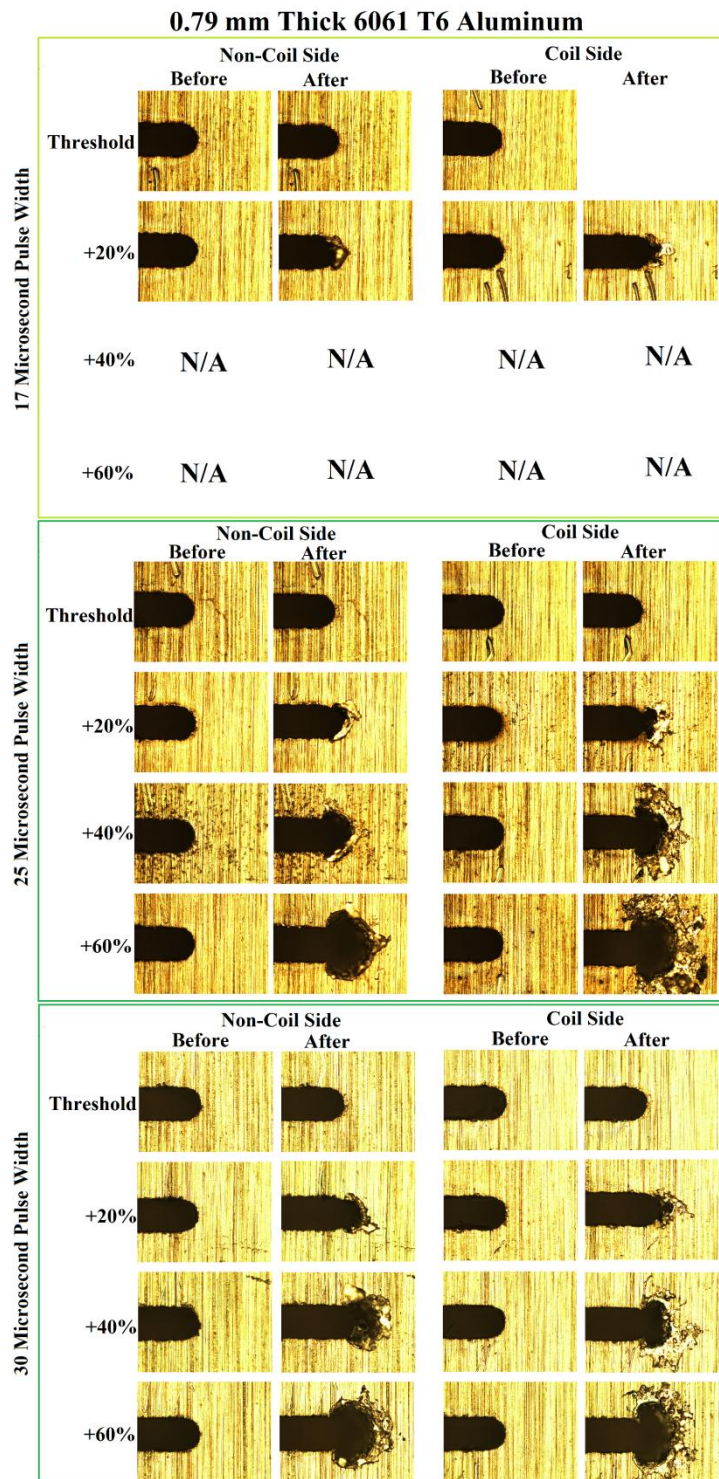 0.79 mm Thick 6061 T6 Aluminum
17 Microsecond Pulse Width
Non-Coil Side Coil Side
Before After Before After
Threshold
+20%
+40% N/A N/A N/A N/A
+60% N/A N/A N/A N/A
25 Microsecond Pulse Width
Non-Coil Side Coil Side
Before After Before After
Threshold
+20%
+40%
+60%
30 Microsecond Pulse Width
Non-Coil Side Coil Side
Before After Before After
Threshold
+20%
+40%
+60%